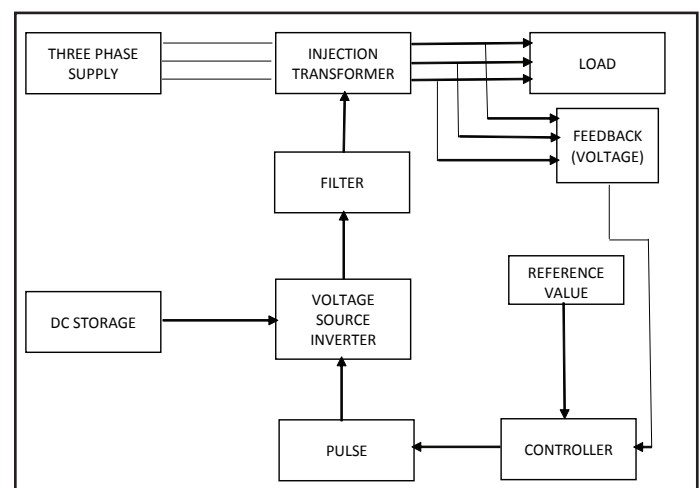 THREE PHASE
SUPPLY
INJECTION
TRANSFORMER
LOAD
FEEDBACK
(VOLTAGE)
FILTER
REFERENCE
VALUE
DC STORAGE
VOLTAGE
SOURCE
INVERTER
PULSE
CONTROLLER